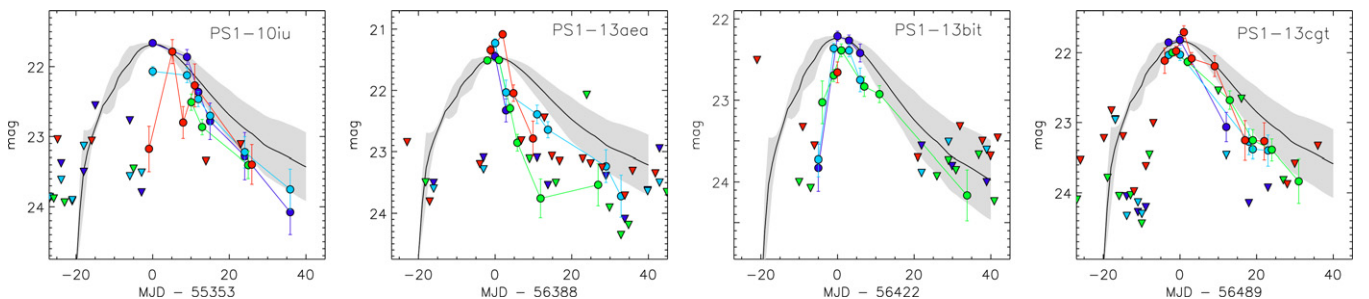 PS1-10iu
mag
22
23
24
-20 0 20 40
MJD - 55353
PS1-13aea
mag
21
22
23
24
-20 0 20 40
MJD - 56388
PS1-13bit
mag
22
23
24
-20 0 20 40
MJD - 56422
PS1-13cgt
mag
21
22
23
24
-20 0 20 40
MJD - 56489